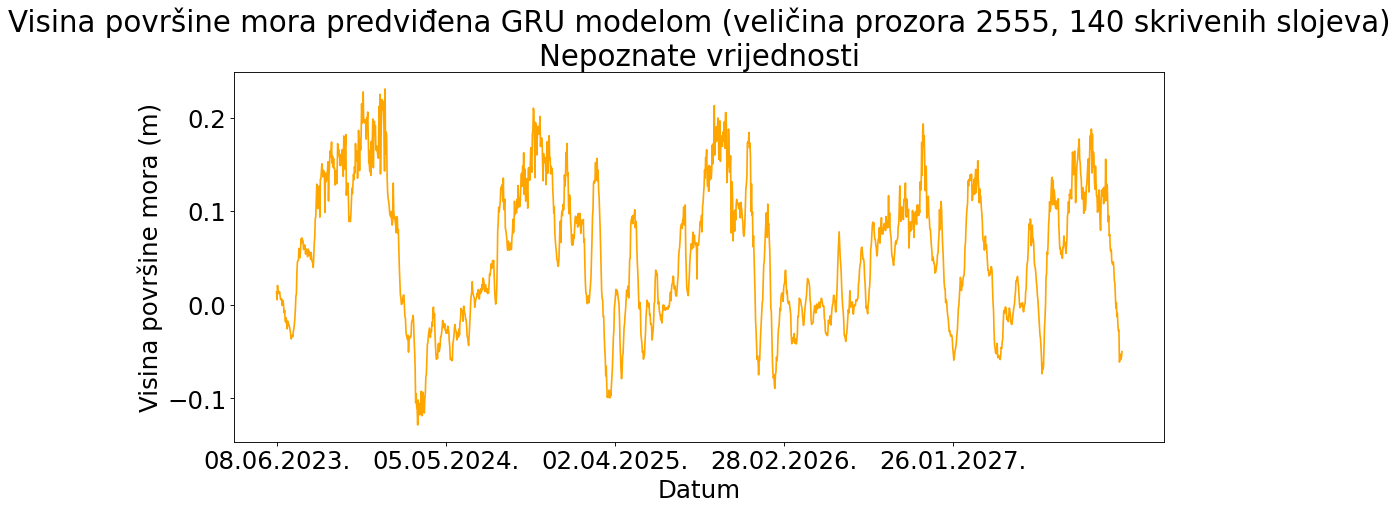 Visina površine mora predviđena GRU modelom (veličina prozora 2555, 140 skrivenih slojeva)
Nepoznate vrijednosti
Visina površine mora (m)
0.2
0.1
0.0
−0.1
08.06.2023. 05.05.2024. 02.04.2025. 28.02.2026. 26.01.2027.
Datum